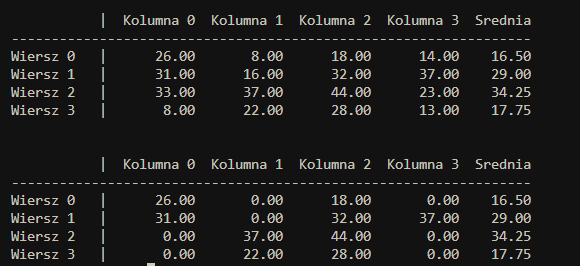 | Kolumna 0 Kolumna 1 Kolumna 2 Kolumna 3 Srednia
----------------------------------------------------------------
Wiersz 0 | 26.00 8.00 18.00 14.00 16.50
Wiersz 1 | 31.00 16.00 32.00 37.00 29.00
Wiersz 2 | 33.00 37.00 44.00 23.00 34.25
Wiersz 3 | 8.00 22.00 28.00 13.00 17.75
| Kolumna 0 Kolumna 1 Kolumna 2 Kolumna 3 Srednia
----------------------------------------------------------------
Wiersz 0 | 26.00 0.00 18.00 0.00 16.50
Wiersz 1 | 31.00 0.00 32.00 37.00 29.00
Wiersz 2 | 0.00 37.00 44.00 0.00 34.25
Wiersz 3 | 0.00 22.00 28.00 0.00 17.75